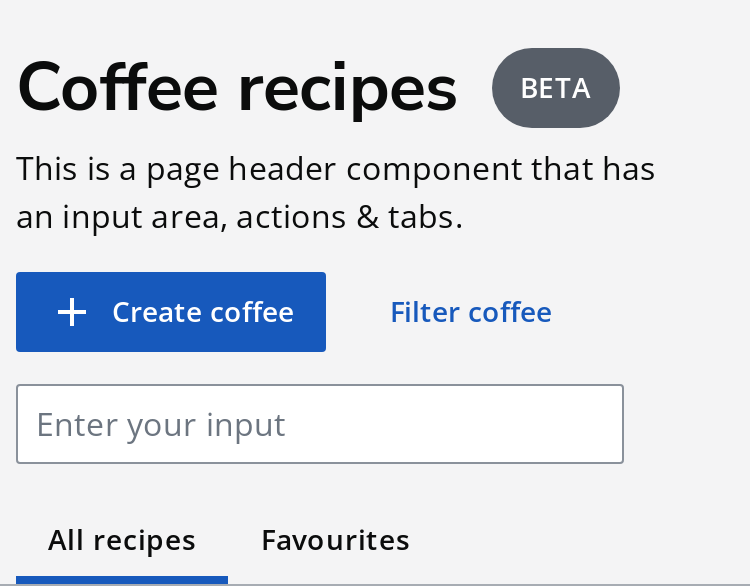 Coffee recipes BETA
This is a page header component that has
an input area, actions & tabs.
Create coffee Filter coffee
Enter your input
All recipes Favourites